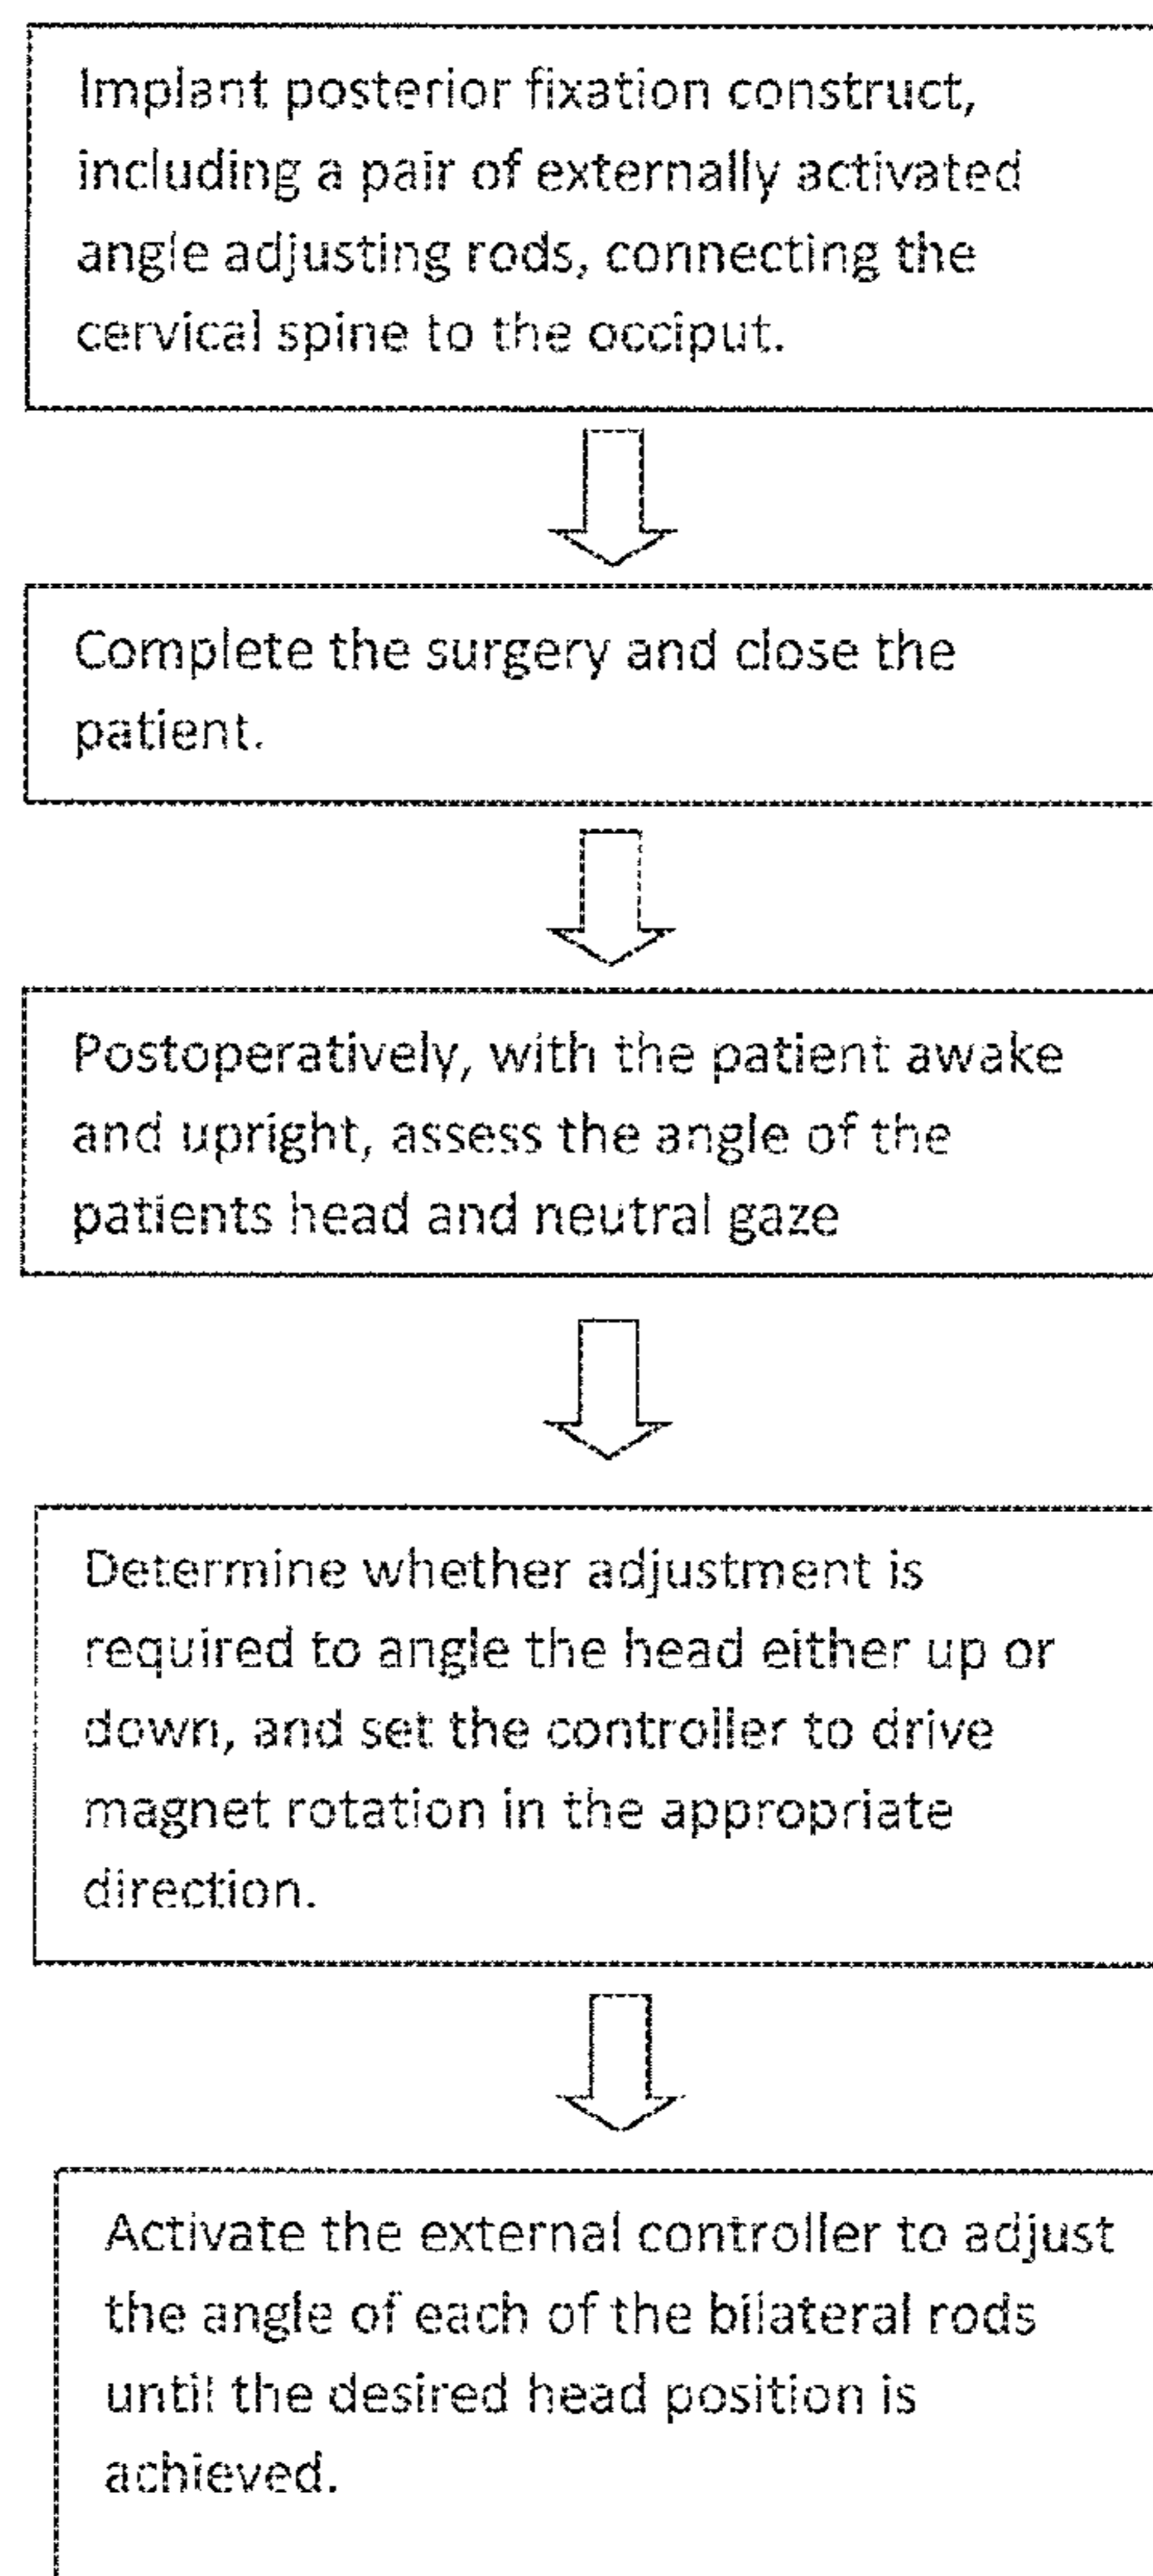 Implant posterior fixation construct,
including a pair of externally activated
angle adjusting rods, connecting the
cervical spine to the occiput.
Complete the surgery and close the
patient.
Postoperatively, with the patient awake
and upright, assess the angle of the
patients head and neutral gaze
Determine whether adjustment is
required to angle the head either up or
down, and set the controller to drive
magnet rotation in the appropriate
direction.
Activate the external controller to adjust
the angle of each of the bilateral rods
until the desired head position is
achieved.